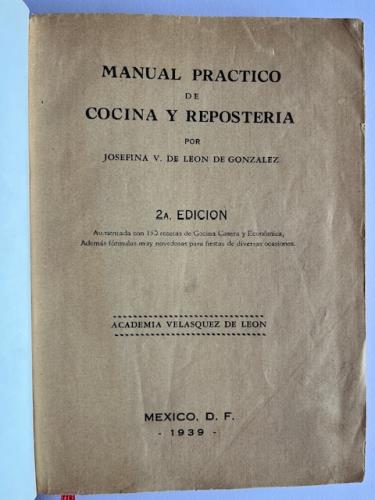 MANUAL PRACTICO
DE
COCINA Y REPOSTERIA
POR
JOSEFINA V. DE LEON DE GONZALEZ
2A. EDICION
Aumentada con 150 recetas de Cocina Casera y Económica,
Además fórmulas muy novedosas para fiestas de diversas ocasiones.
ACADEMIA VELASQUEZ DE LEON
MEXICO, D. F.
- 1939 -